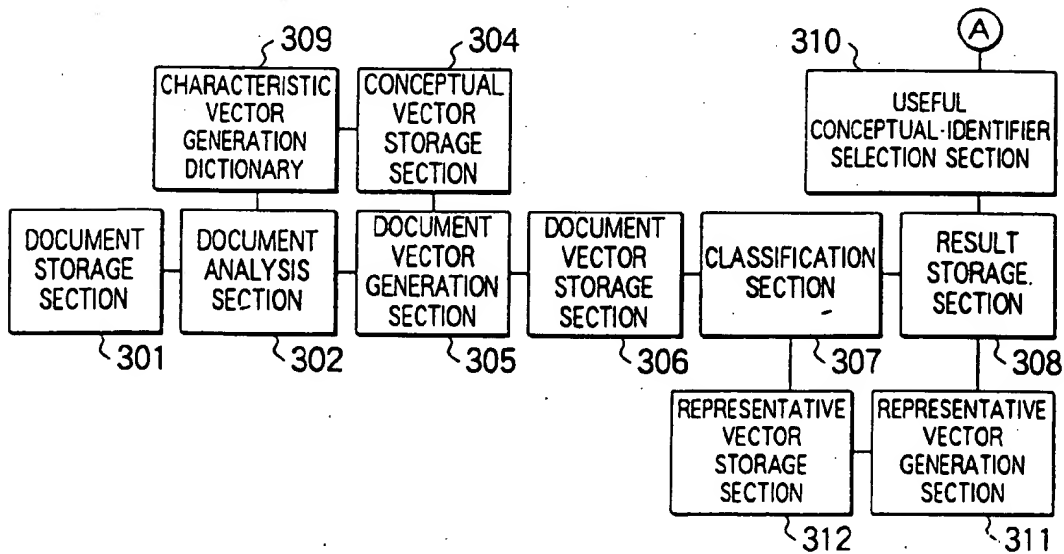 309
304
310
A
CHARACTERISTIC
VECTOR
GENERATION
DICTIONARY
CONCEPTUAL
VECTOR
STORAGE
SECTION
USEFUL
CONCEPTUAL-IDENTIFIER
SELECTION SECTION
DOCUMENT
STORAGE
SECTION
DOCUMENT
ANALYSIS
SECTION
DOCUMENT
VECTOR
GENERATION
SECTION
DOCUMENT
VECTOR
STORAGE
SECTION
CLASSIFICATION
SECTION
RESULT
STORAGE.
SECTION
301
302
305
306
307
308
REPRESENTATIVE
VECTOR
STORAGE
SECTION
REPRESENTATIVE
VECTOR
GENERATION
SECTION
312
311